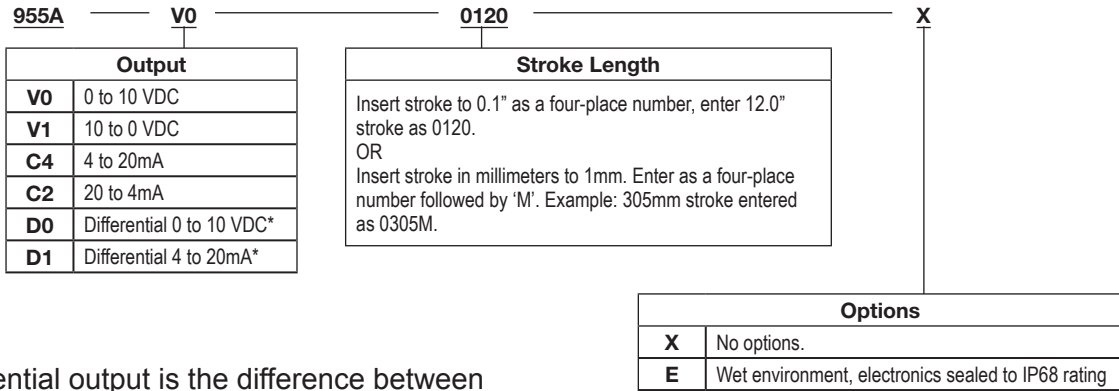 955A V0 0120 X
Output
V0 0 to 10 VDC
V1 10 to 0 VDC
C4 4 to 20mA
C2 20 to 4mA
D0 Differential 0 to 10 VDC*
D1 Differential 4 to 20mA*
Stroke Length
Insert stroke to 0.1” as a four-place number, enter 12.0”
stroke as 0120.
OR
Insert stroke in millimeters to 1mm. Enter as a four-place
number followed by ‘M’. Example: 305mm stroke entered
as 0305M.
Options
X No options.
E Wet environment, electronics sealed to IP68 rating
ential output is the difference between